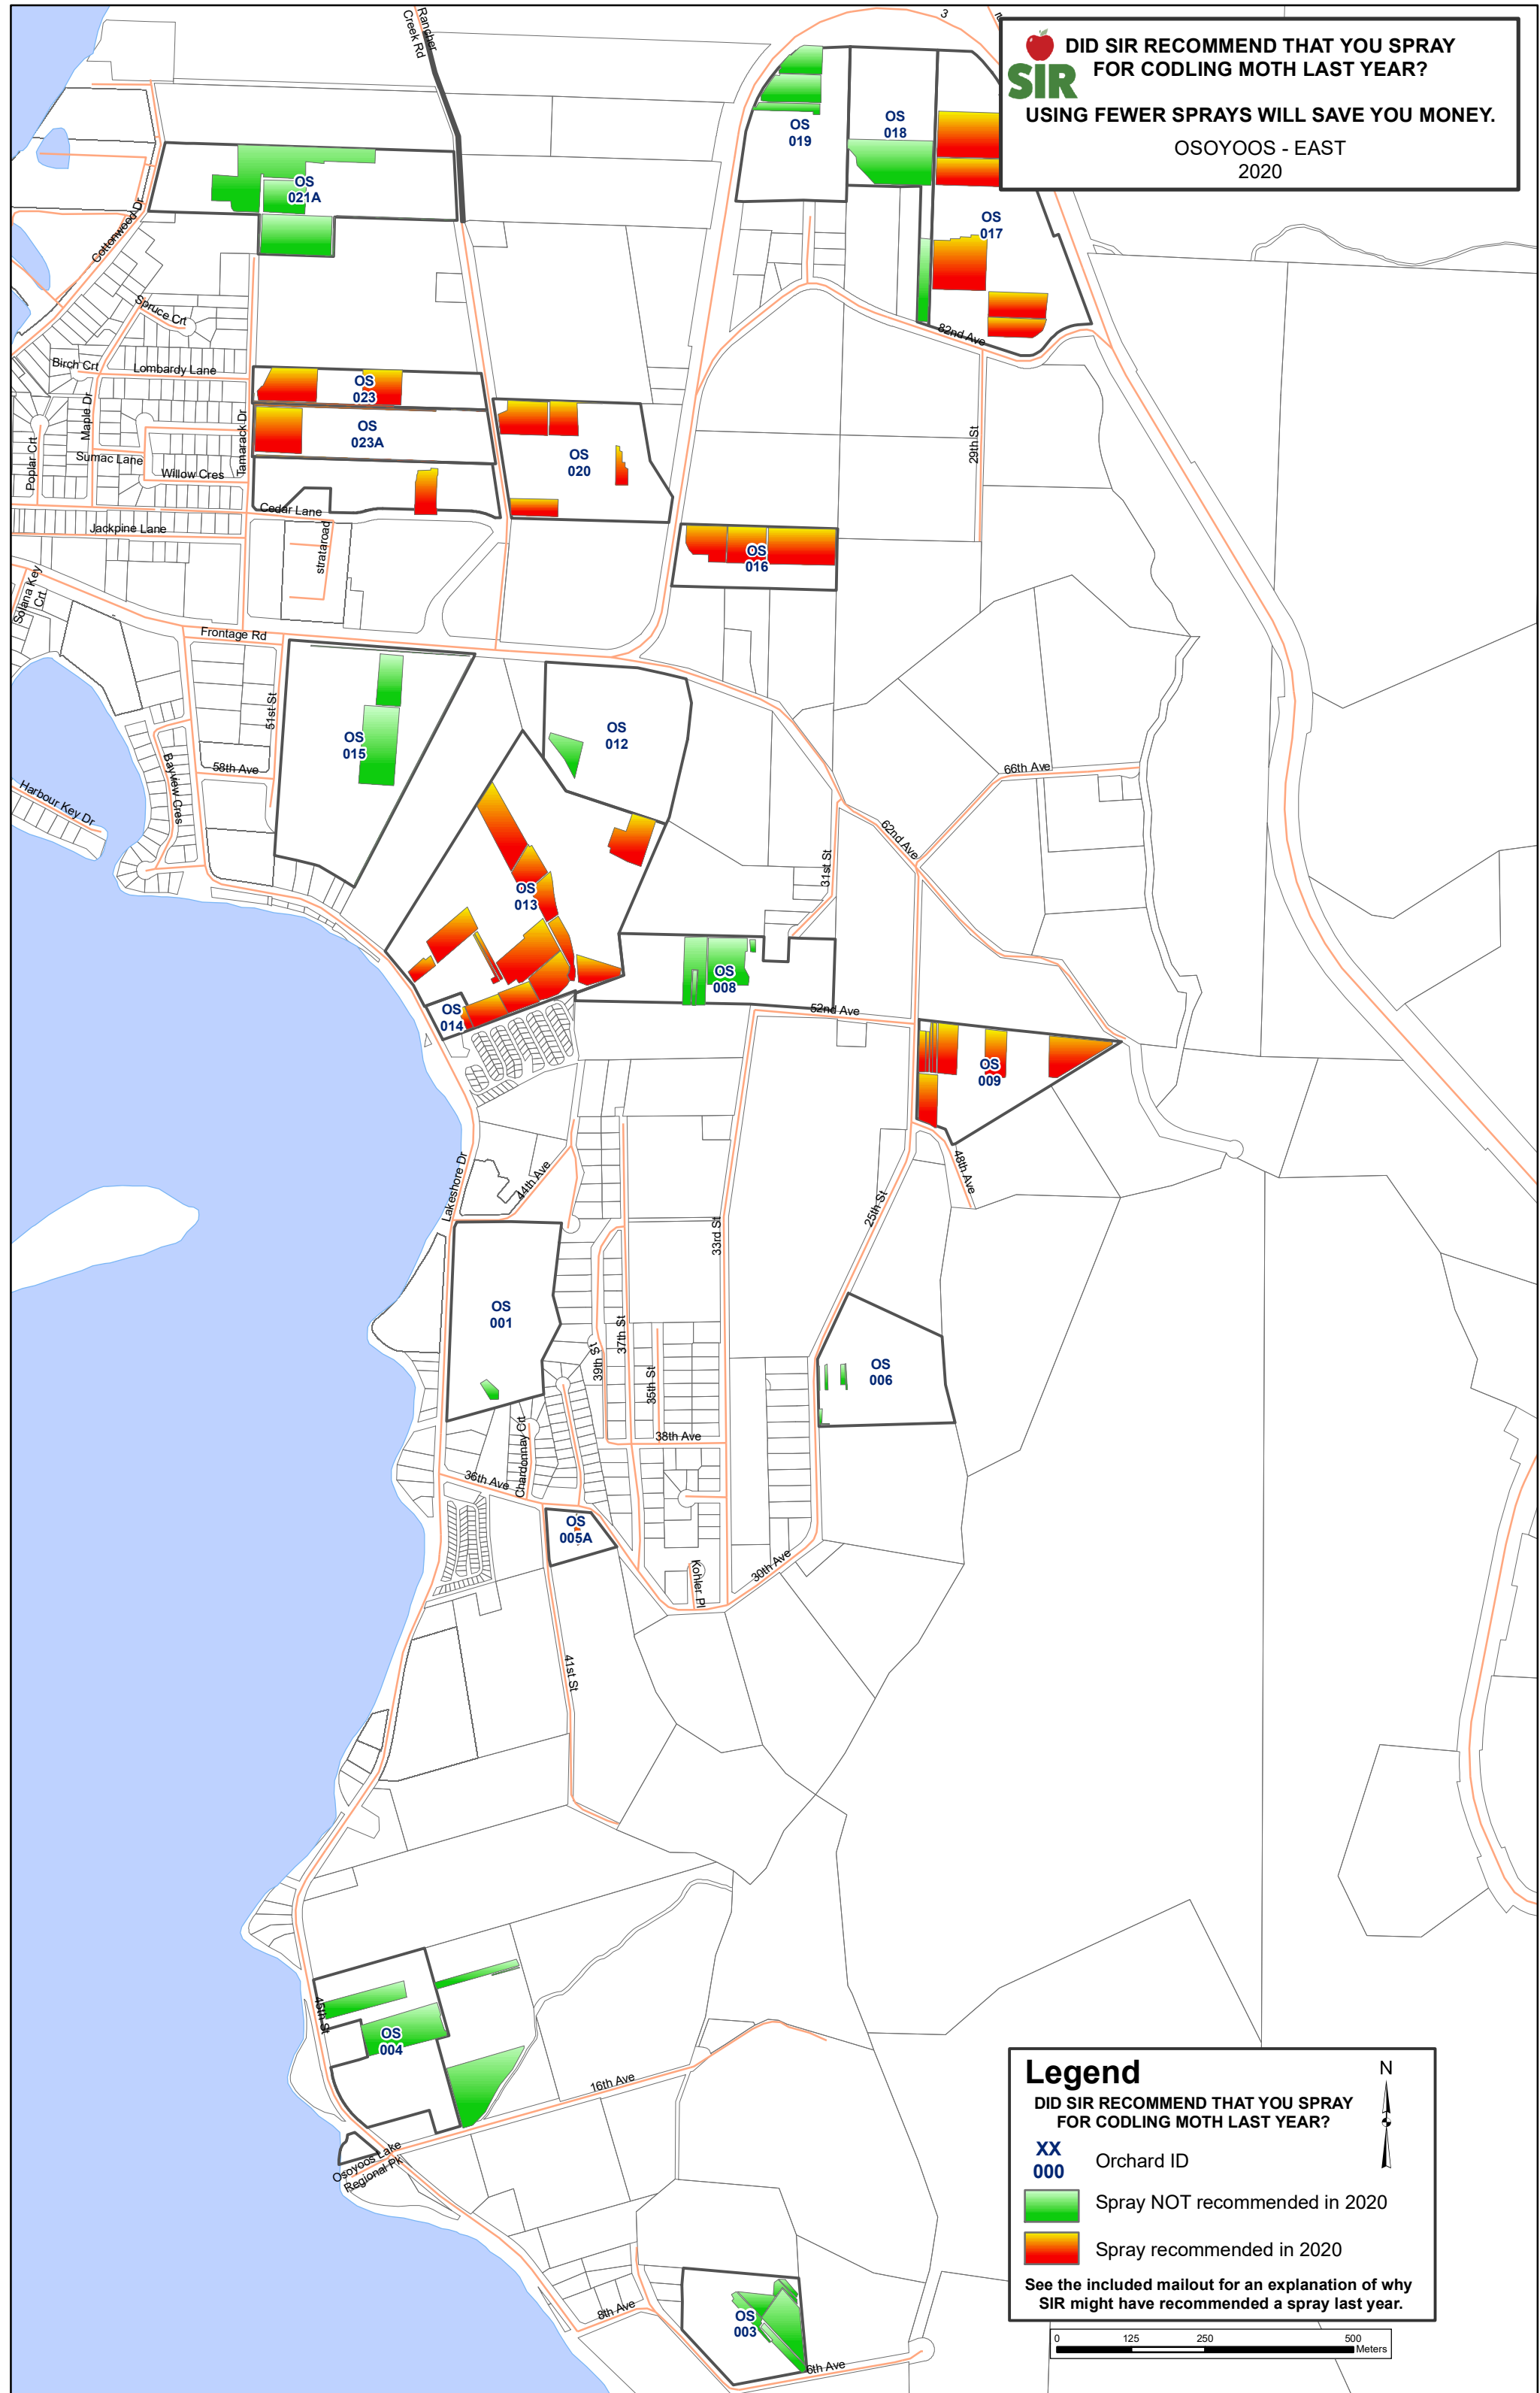 SIR
DID SIR RECOMMEND THAT YOU SPRAY
FOR CODLING MOTH LAST YEAR?
USING FEWER SPRAYS WILL SAVE YOU MONEY.
OSOYOOS - EAST
2020
Rancher
Creek Rd
3
OS
019
OS
018
OS
017
OS
021A
Cottonwood Dr
Spruce Crt
Birch Crt
Lombardy Lane
82nd Ave
OS
023
OS
023A
Maple Dr
Tamarack Dr
Poplar Crt
Sumac Lane
Willow Cres
OS
020
29th St
Cedar Lane
Jackpine Lane
strataroad
OS
016
Solana Key
Crt
Frontage Rd
51st St
OS
015
OS
012
58th Ave
Bayview Cres
Harbour Key Dr
66th Ave
62nd Ave
31st St
OS
013
OS
008
OS
014
52nd Ave
OS
009
48th Ave
44th Ave
Lakeshore Dr
25th St
33rd St
OS
001
37th St
39th St
35th St
OS
006
38th Ave
Chardonnay Crt
36th Ave
OS
005A
30th Ave
Kohler Pl
41st St
45th St
OS
004
16th Ave
Osoyoos Lake
Regional Pk
8th Ave
OS
003
6th Ave
Legend
N
DID SIR RECOMMEND THAT YOU SPRAY
FOR CODLING MOTH LAST YEAR?
XX
000
Orchard ID
Spray NOT recommended in 2020
Spray recommended in 2020
See the included mailout for an explanation of why
SIR might have recommended a spray last year.
0 125 250 500
Meters